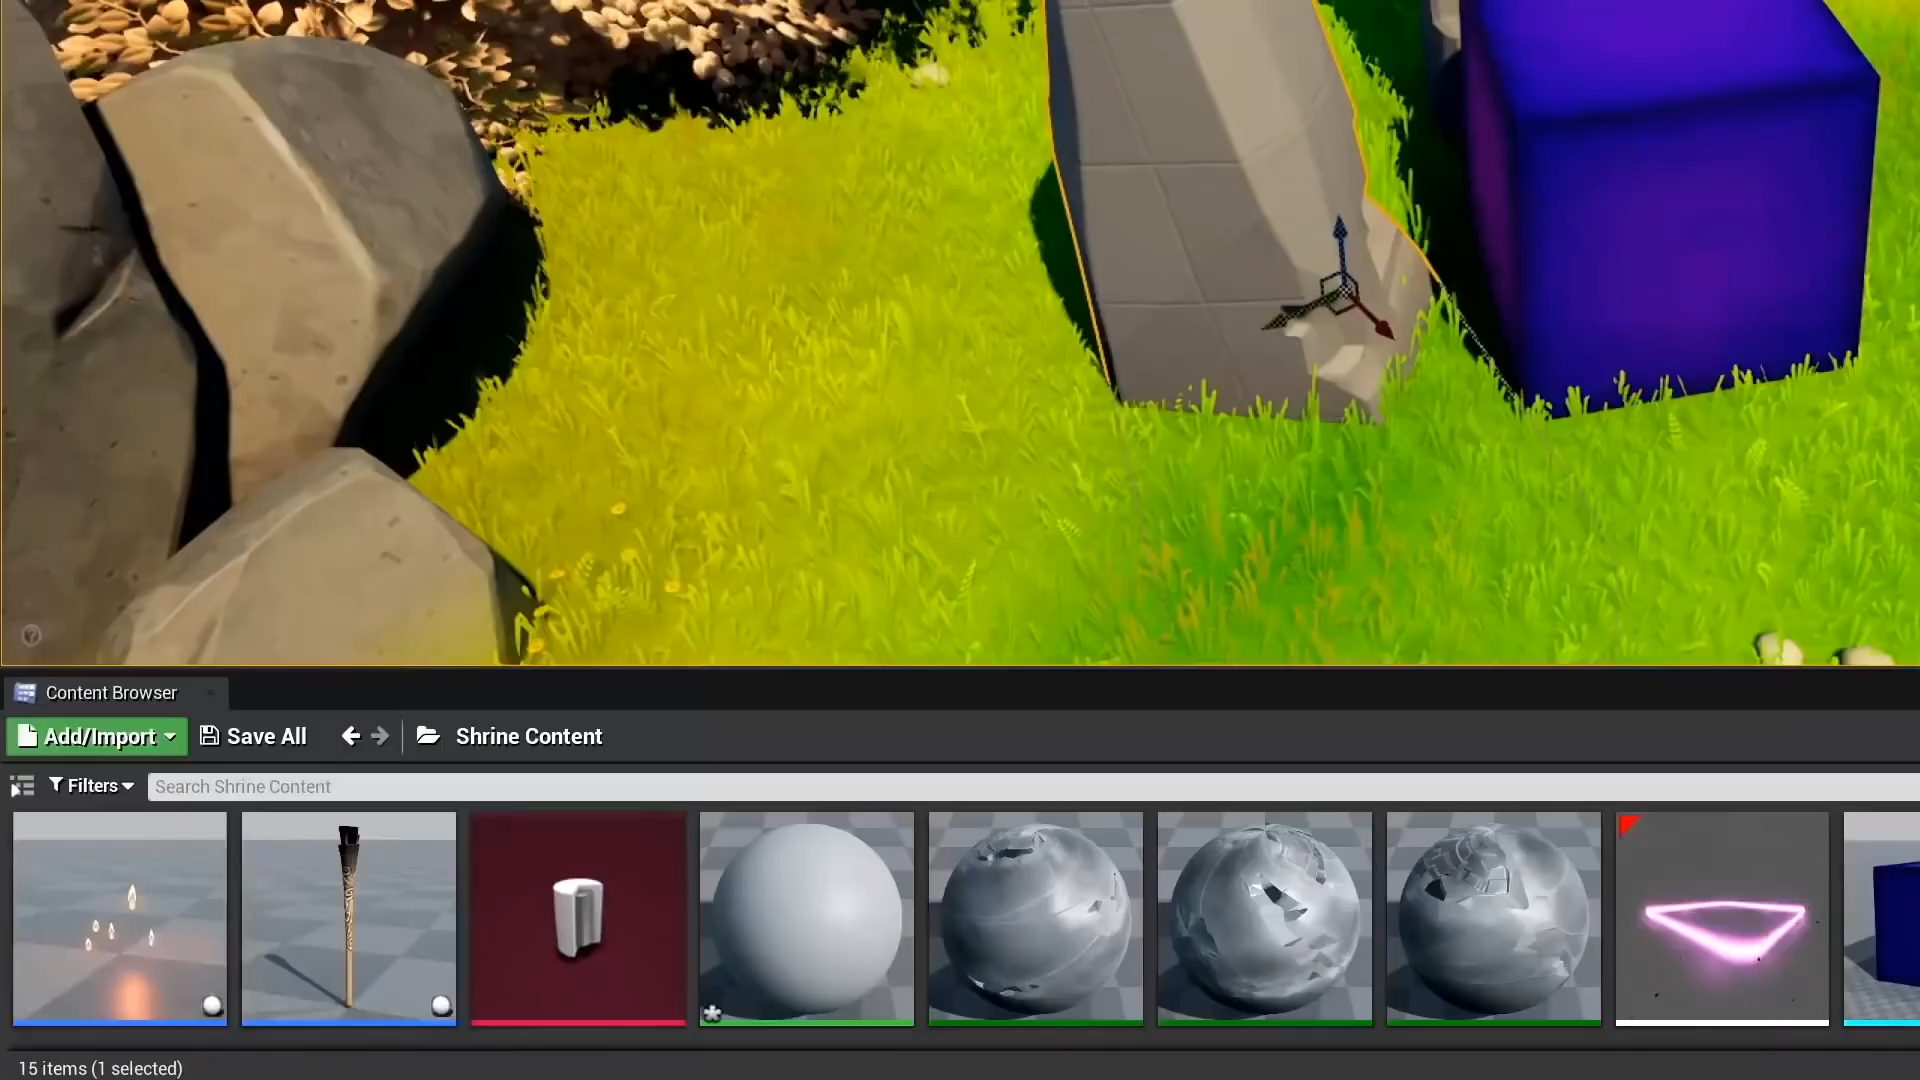 Content Browser
Add/Import
Save All
Shrine Content
Filters
Search Shrine Content
15 items (1 selected)